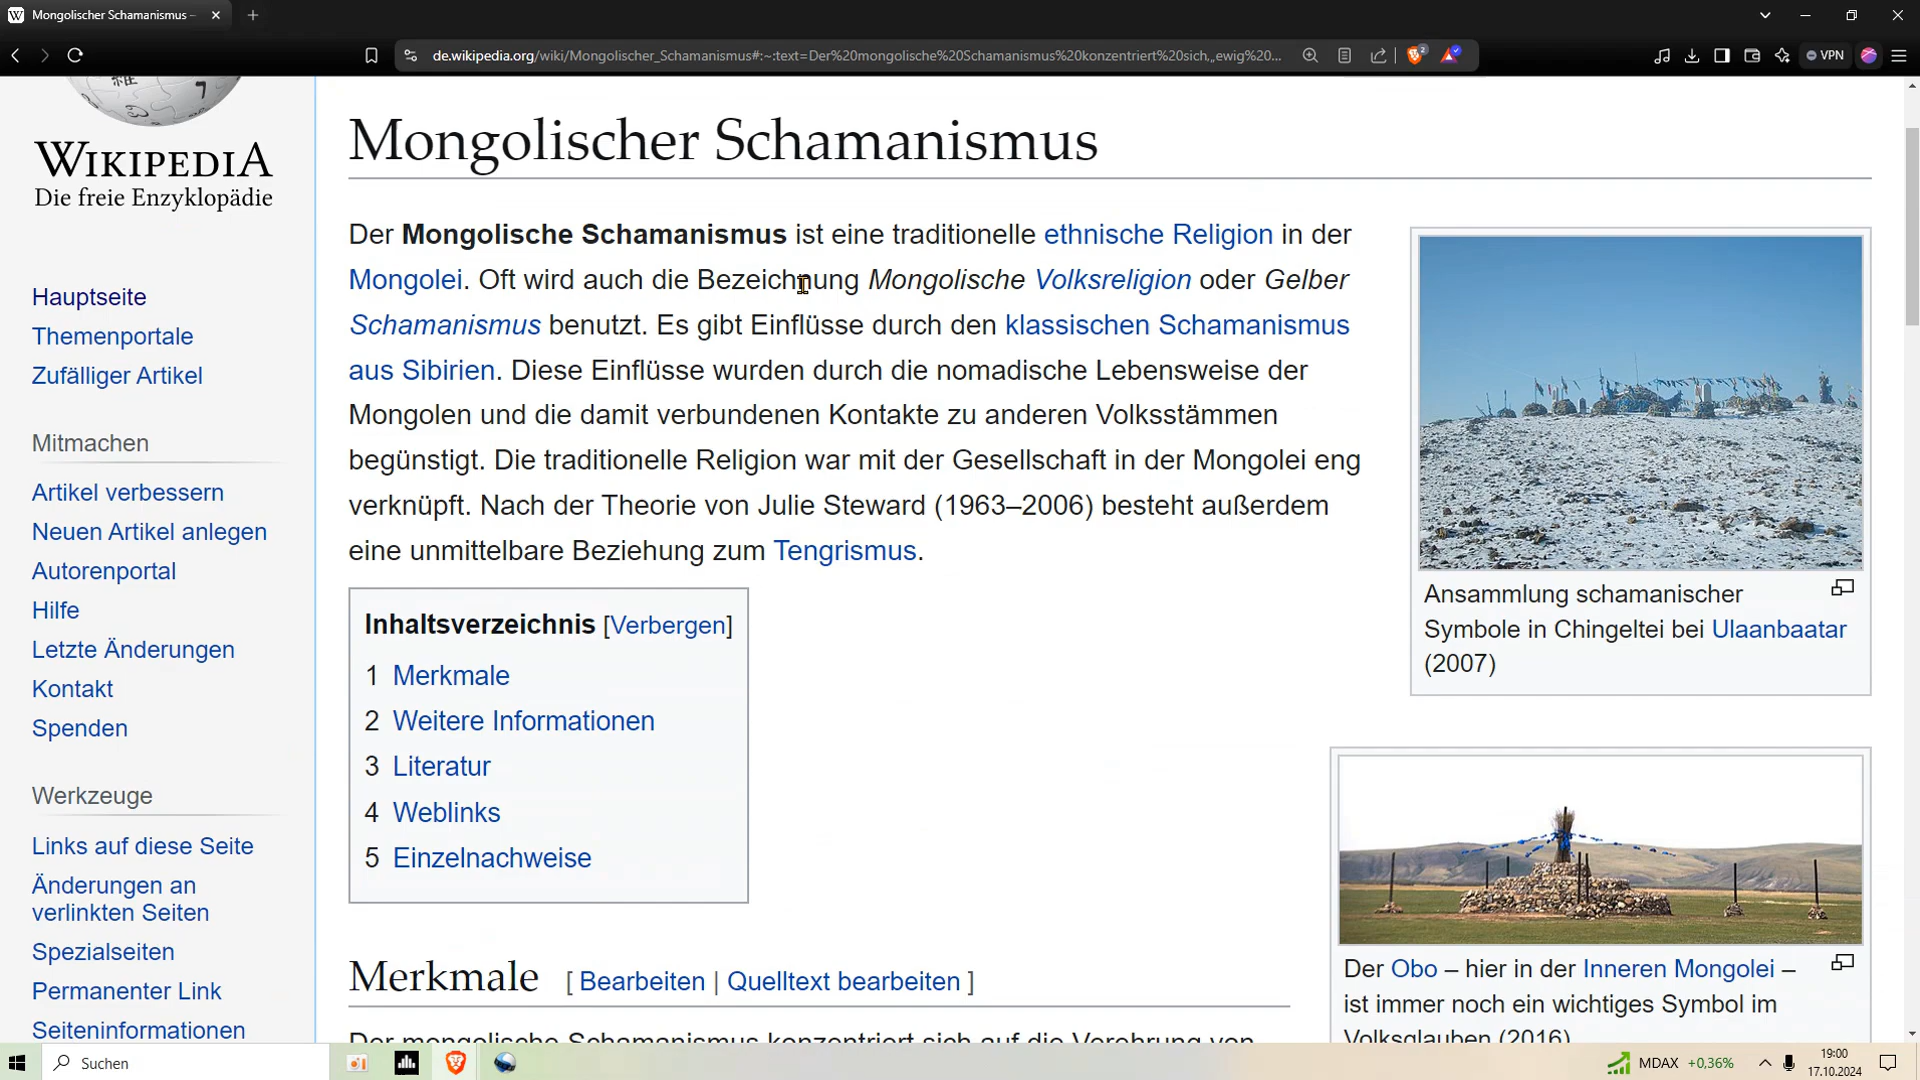 Mongolischer Schamanismus –
de.wikipedia.org/wiki/Mongolischer_Schamanismus#:~:text=Der%20mongolische%20Schamanismus%20konzentriert%20sich,„ewig%20...
2
VPN
維
WIKIPEDIA
Die freie Enzyklopädie
Hauptseite
Themenportale
Zufälliger Artikel
Mitmachen
Artikel verbessern
Neuen Artikel anlegen
Autorenportal
Hilfe
Letzte Änderungen
Kontakt
Spenden
Werkzeuge
Links auf diese Seite
Änderungen an
verlinkten Seiten
Spezialseiten
Permanenter Link
Seiteninformationen
Mongolischer Schamanismus
Der Mongolische Schamanismus ist eine traditionelle ethnische Religion in der
Mongolei. Oft wird auch die Bezeichnung Mongolische Volksreligion oder Gelber
Schamanismus benutzt. Es gibt Einflüsse durch den klassischen Schamanismus
aus Sibirien. Diese Einflüsse wurden durch die nomadische Lebensweise der
Mongolen und die damit verbundenen Kontakte zu anderen Volksstämmen
begünstigt. Die traditionelle Religion war mit der Gesellschaft in der Mongolei eng
verknüpft. Nach der Theorie von Julie Steward (1963–2006) besteht außerdem
eine unmittelbare Beziehung zum Tengrismus.
Inhaltsverzeichnis [Verbergen]
1 Merkmale
2 Weitere Informationen
3 Literatur
4 Weblinks
5 Einzelnachweise
Merkmale [ Bearbeiten | Quelltext bearbeiten ]
Der mongolische Schamanismus konzentriert sich auf die Verehrung von
Ansammlung schamanischer
Symbole in Chingeltei bei Ulaanbaatar
(2007)
Der Obo – hier in der Inneren Mongolei –
ist immer noch ein wichtiges Symbol im
Volksglauben (2016)
Suchen
MDAX +0,36%
19:00
17.10.2024